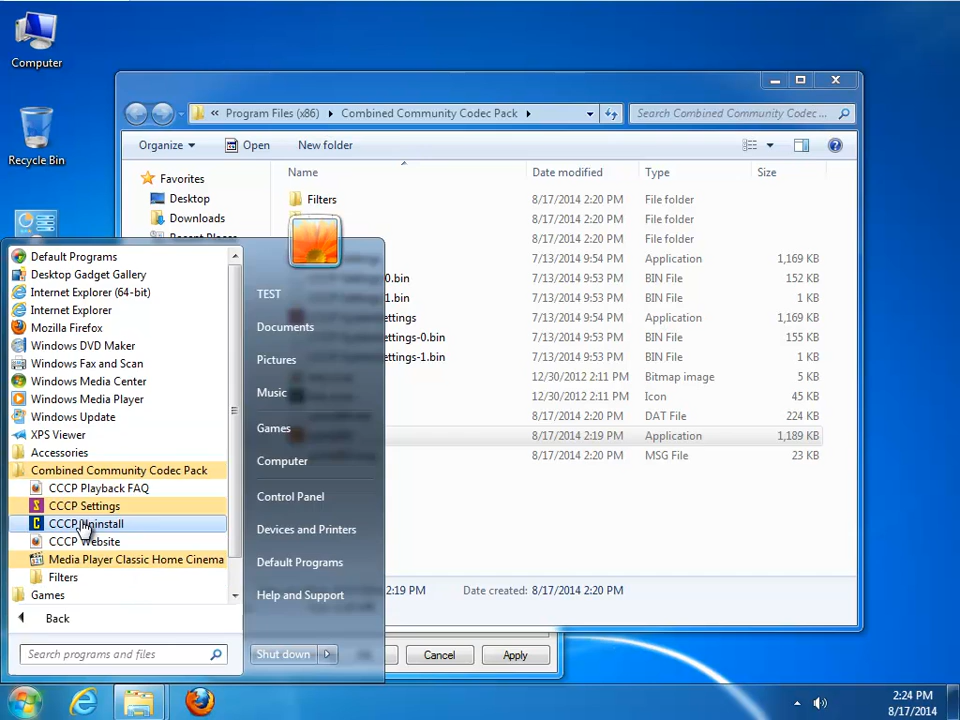 Computer
Recycle Bin
« Program Files (x86) Combined Community Codec Pack
Search Combined Community Codec ...
Organize Open New folder
Name Date modified Type Size
Favorites
Desktop
Downloads
Filters 8/17/2014 2:20 PM File folder
8/17/2014 2:20 PM File folder
8/17/2014 2:20 PM File folder
7/13/2014 9:53 PM Application 1,169 KB
0.bin 7/13/2014 9:53 PM BIN File 152 KB
1.bin 7/13/2014 9:53 PM BIN File 1 KB
ettings 7/13/2014 9:54 PM Application 1,169 KB
ettings-0.bin 7/13/2014 9:53 PM BIN File 152 KB
ettings-1.bin 7/13/2014 9:53 PM BIN File 1 KB
12/30/2012 2:11 PM Bitmap image 5 KB
12/30/2012 2:11 PM Icon 45 KB
8/17/2014 2:20 PM DAT File 224 KB
8/17/2014 2:19 PM Application 1,189 KB
8/17/2014 2:20 PM MSG File 23 KB
2:19 PM Date created: 8/17/2014 2:20 PM
Default Programs
Desktop Gadget Gallery
Internet Explorer (64-bit)
Internet Explorer
Mozilla Firefox
Windows DVD Maker
Windows Fax and Scan
Windows Media Center
Windows Media Player
Windows Update
XPS Viewer
Accessories
Combined Community Codec Pack
CCCP Playback FAQ
CCCP Settings
CCCP Uninstall
CCCP Website
Media Player Classic Home Cinema
Filters
Games
Back
Search programs and files
TEST
Documents
Pictures
Music
Games
Computer
Control Panel
Devices and Printers
Default Programs
Help and Support
Shut down
Cancel Apply
2:24 PM
8/17/2014